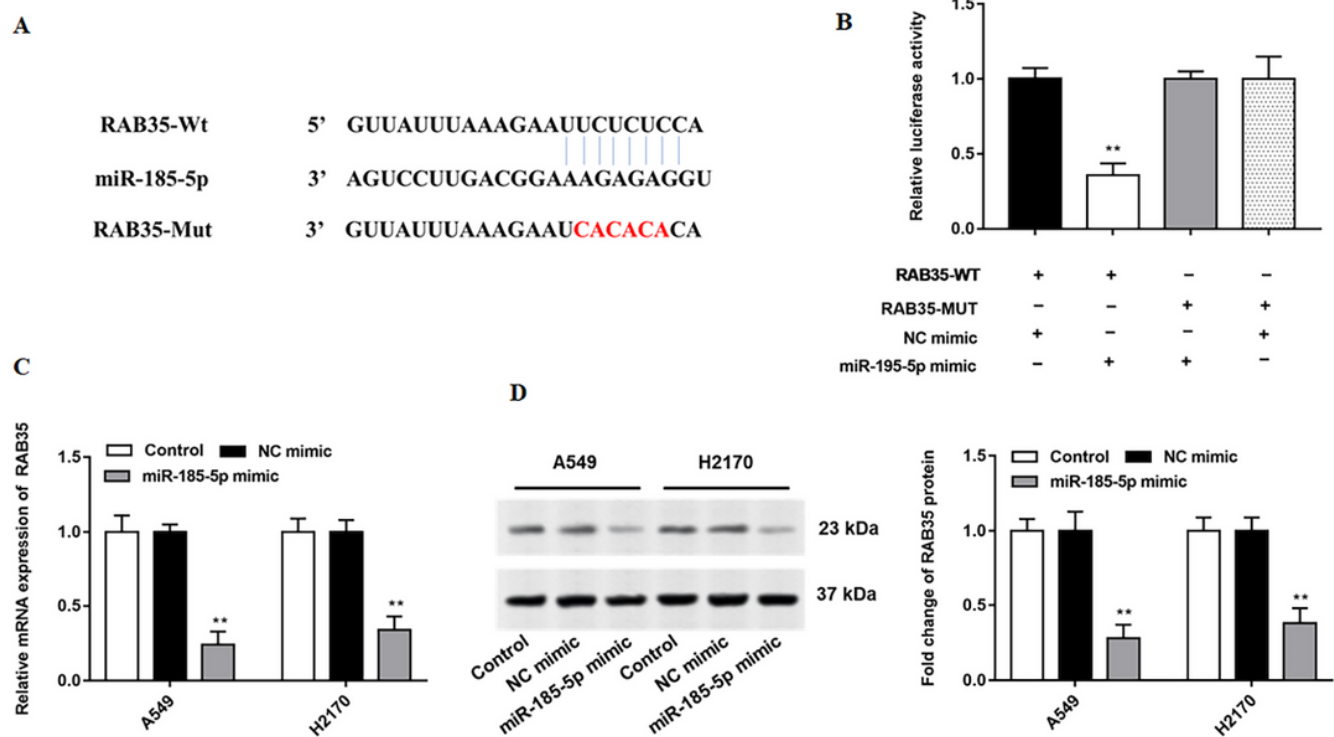 A
RAB35-Wt 5’ GUUAUUUAAAGAAUUCUCUCCA
miR-185-5p 3’ AGUCCUUGACGGAAAGAGAGGU
RAB35-Mut 3’ GUUAUUUAAAGAAUCACACACA
B
Relative luciferase activity
1.5
1.0
0.5
0.0
**
RAB35-WT + + – –
RAB35-MUT – – + +
NC mimic + – – +
miR-195-5p mimic – + + –
C
Relative mRNA expression of RAB35
Control NC mimic
miR-185-5p mimic
1.5
1.0
0.5
0.0
**
**
A549
H2170
D
A549 H2170
23 kDa
37 kDa
Control
NC mimic
miR-185-5p mimic
Control
NC mimic
miR-185-5p mimic
Fold change of RAB35 protein
Control NC mimic
miR-185-5p mimic
1.5
1.0
0.5
0.0
**
**
A549
H2170